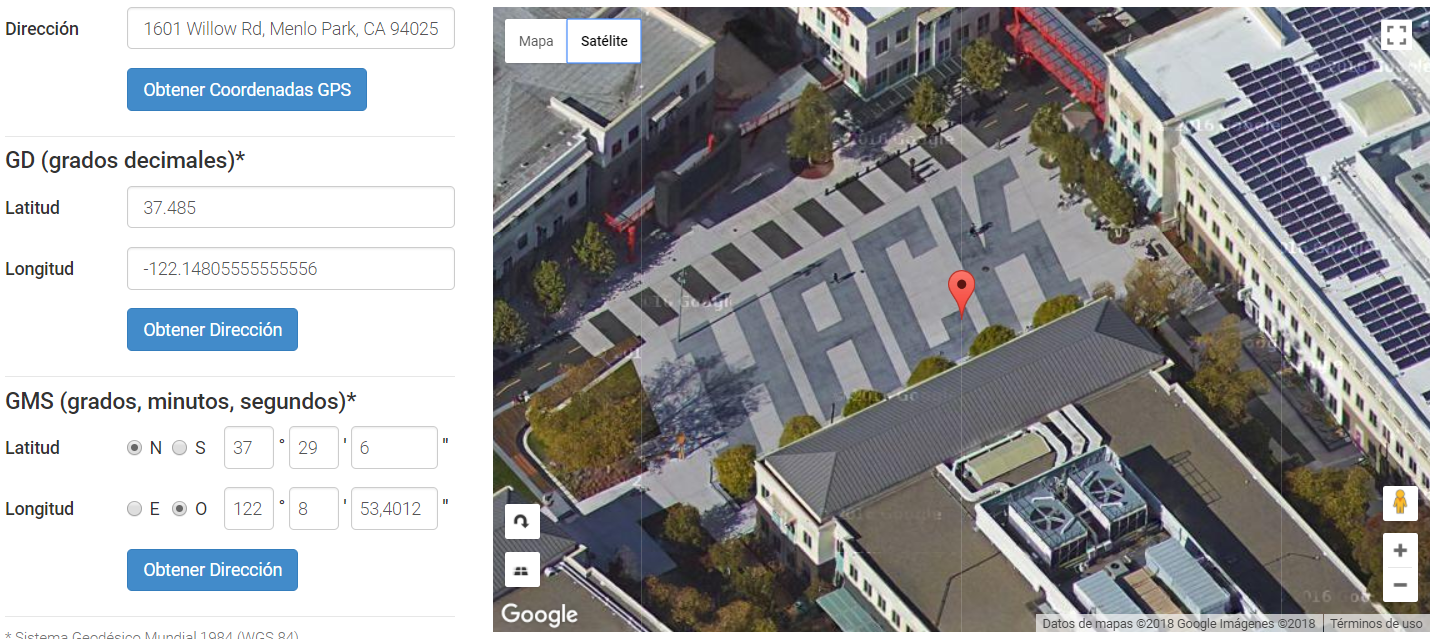 Dirección 1601 Willow Rd, Menlo Park, CA 94025
Obtener Coordenadas GPS
GD (grados decimales)*
Latitud 37.485
Longitud -122.14805555555556
Obtener Dirección
GMS (grados, minutos, segundos)*
Latitud N S 37 ° 29 ' 6 "
Longitud E O 122 ° 8 ' 53,4012 "
Obtener Dirección
* Sistema Geodésico Mundial 1984 (WGS 84)
Mapa Satélite
HACK
Google
Datos de mapas ©2018 Google Imágenes ©2018 Términos de uso